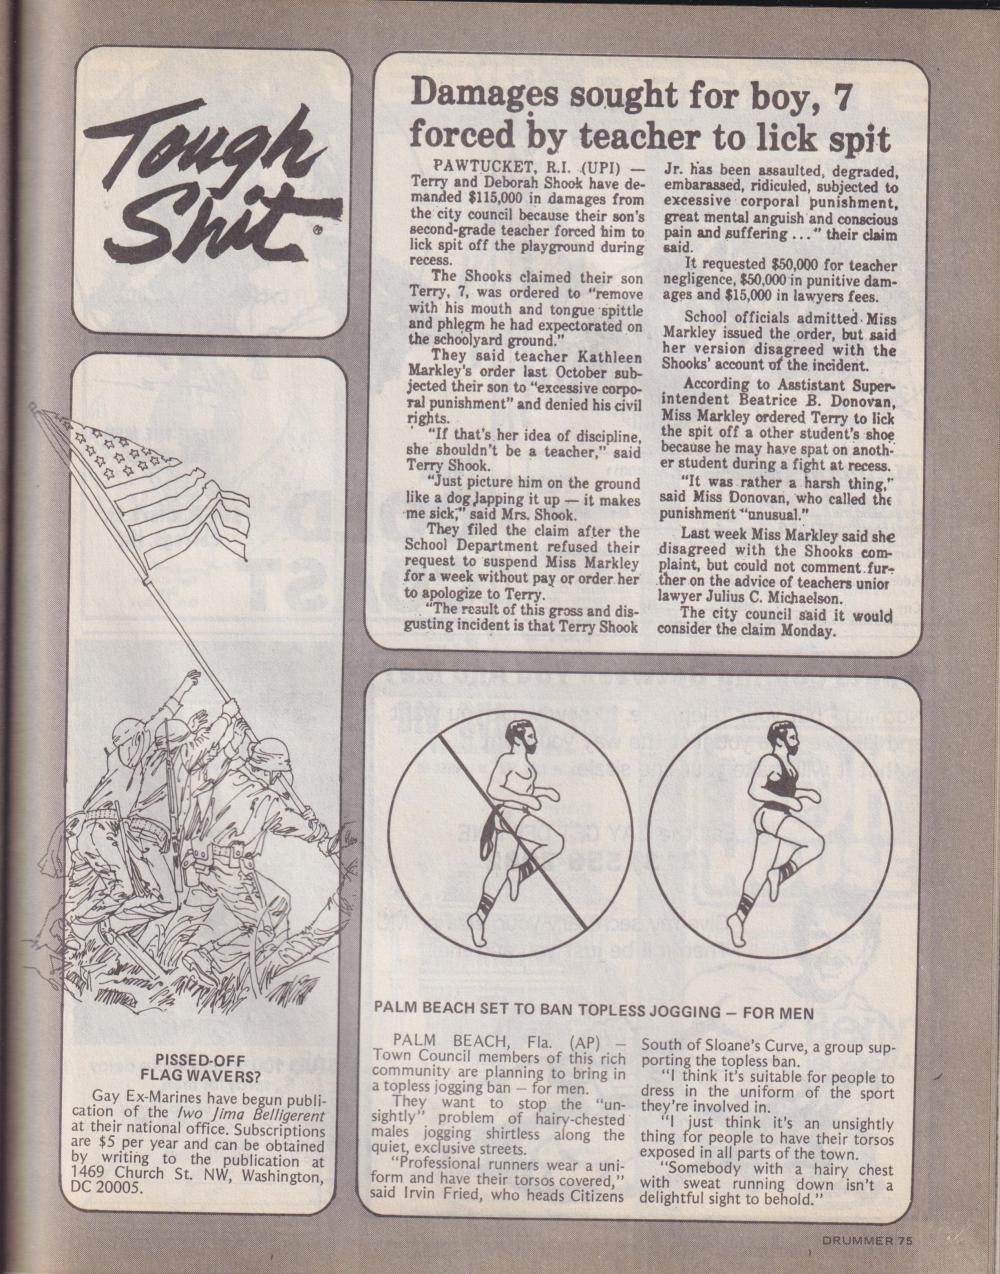 Tough
Shit
Damages sought for boy, 7
forced by teacher to lick spit
PAWTUCKET, R.I. (UPI) —
Terry and Deborah Shook have de-
manded $115,000 in damages from
the city council because their son's
second-grade teacher forced him to
lick spit off the playground during
recess.
The Shooks claimed their son
Terry, 7, was ordered to "remove
with his mouth and tongue spittle
and phlegm he had expectorated on
the schoolyard ground."
They said teacher Kathleen
Markley's order last October sub-
jected their son to "excessive corpo-
ral punishment" and denied his civil
rights.
"If that's her idea of discipline,
she shouldn't be a teacher," said
Terry Shook.
"Just picture him on the ground
like a dog lapping it up — it makes
me sick," said Mrs. Shook.
They filed the claim after the
School Department refused their
request to suspend Miss Markley
for a week without pay or order her
to apologize to Terry.
"The result of this gross and dis-
gusting incident is that Terry Shook
Jr. has been assaulted, degraded,
embarassed, ridiculed, subjected to
excessive corporal punishment,
great mental anguish and conscious
pain and suffering ..." their claim
said.
It requested $50,000 for teacher
negligence, $50,000 in punitive dam-
ages and $15,000 in lawyers fees.
School officials admitted Miss
Markley issued the order, but said
her version disagreed with the
Shooks' account of the incident.
According to Asstistant Super-
intendent Beatrice B. Donovan,
Miss Markley ordered Terry to lick
the spit off a other student's shoe
because he may have spat on anoth-
er student during a fight at recess.
"It was rather a harsh thing,"
said Miss Donovan, who called the
punishment "unusual."
Last week Miss Markley said she
disagreed with the Shooks com-
plaint, but could not comment fur-
ther on the advice of teachers union
lawyer Julius C. Michaelson.
The city council said it would
consider the claim Monday.
PISSED-OFF
FLAG WAVERS?
Gay Ex-Marines have begun publi-
cation of the Iwo Jima Belligerent
at their national office. Subscriptions
are $5 per year and can be obtained
by writing to the publication at
1469 Church St. NW, Washington,
DC 20005.
PALM BEACH SET TO BAN TOPLESS JOGGING — FOR MEN
PALM BEACH, Fla. (AP) —
Town Council members of this rich
community are planning to bring in
a topless jogging ban — for men.
They want to stop the "un-
sightly" problem of hairy-chested
males jogging shirtless along the
quiet, exclusive streets.
"Professional runners wear a uni-
form and have their torsos covered,"
said Irvin Fried, who heads Citizens
South of Sloane's Curve, a group sup-
porting the topless ban.
"I think it's suitable for people to
dress in the uniform of the sport
they're involved in.
"I just think it's an unsightly
thing for people to have their torsos
exposed in all parts of the town.
"Somebody with a hairy chest
with sweat running down isn't a
delightful sight to behold."
DRUMMER 75